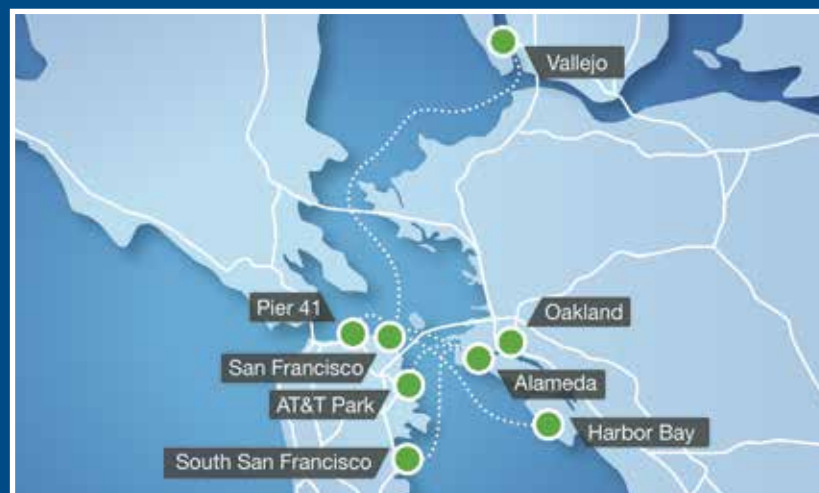 Vallejo
Pier 41
Oakland
San Francisco
Alameda
AT&T Park
Harbor Bay
South San Francisco